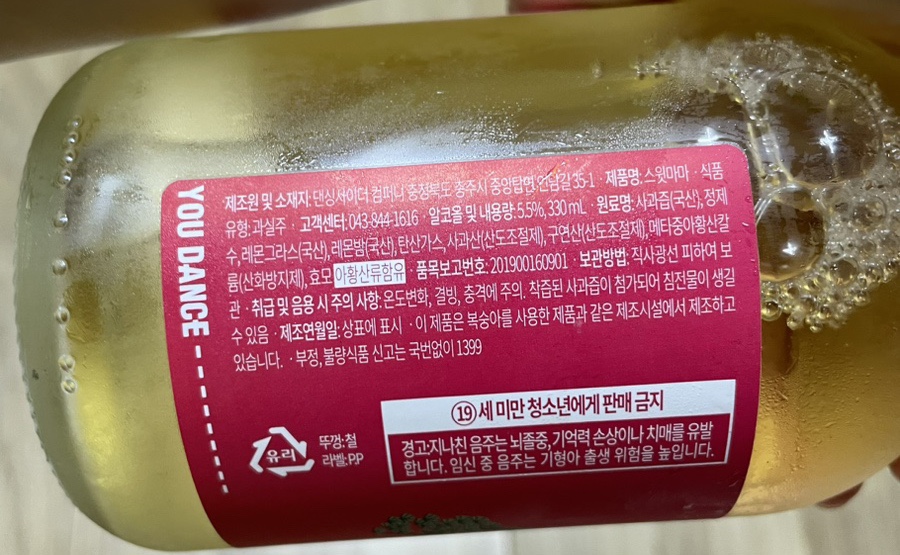 YOU DANCE
· 제조원 및 소재지: 댄싱사이더 컴퍼니 충청북도 충주시 중앙탑면 안담길 35-1 · 제품명: 스윗마마 · 식품
유형: 과실주 · 고객센터: 043-844-1616 · 알코올 및 내용량: 5.5%, 330 mL · 원료명: 사과즙(국산), 정제
수, 레몬그라스(국산), 레몬밤(국산), 탄산가스, 사과산(산도조절제), 구연산(산도조절제), 메타중아황산칼
륨(산화방지제), 효모 아황산류함유 · 품목보고번호: 201900160901 · 보관방법: 직사광선 피하여 보
관 · 취급 및 음용 시 주의 사항: 온도변화, 결빙, 충격에 주의. 착즙된 사과즙이 첨가되어 침전물이 생길
수 있음 · 제조연월일: 상표에 표시 · 이 제품은 복숭아를 사용한 제품과 같은 제조시설에서 제조하고
있습니다. · 부정, 불량식품 신고는 국번없이 1399
유리
뚜껑:철
라벨:PP
19세 미만 청소년에게 판매 금지
경고:지나친 음주는 뇌졸중, 기억력 손상이나 치매를 유발
합니다. 임신 중 음주는 기형아 출생 위험을 높입니다.